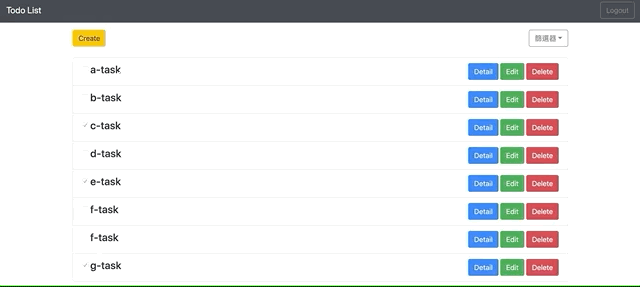 Todo List Logout
Create 篩選器
a-task Detail Edit Delete
b-task Detail Edit Delete
✓ c-task Detail Edit Delete
d-task Detail Edit Delete
✓ e-task Detail Edit Delete
f-task Detail Edit Delete
f-task Detail Edit Delete
✓ g-task Detail Edit Delete